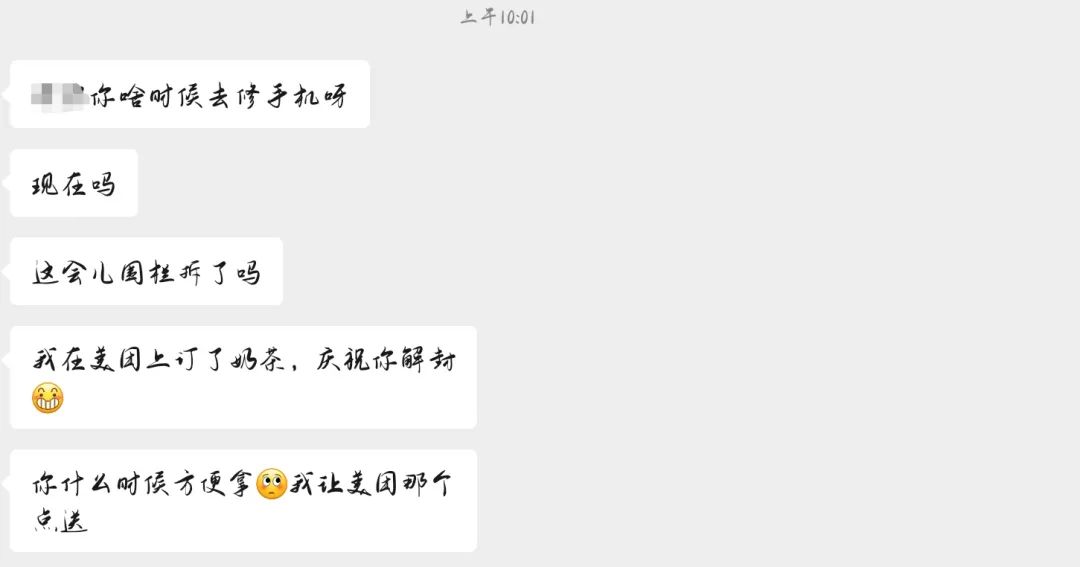 上午10:01
你啥时候去修手机呀
现在吗
这会儿围栏拆了吗
我在美团上订了奶茶，庆祝你解封
😁
你什么时候方便拿🙄我让美团那个
点送